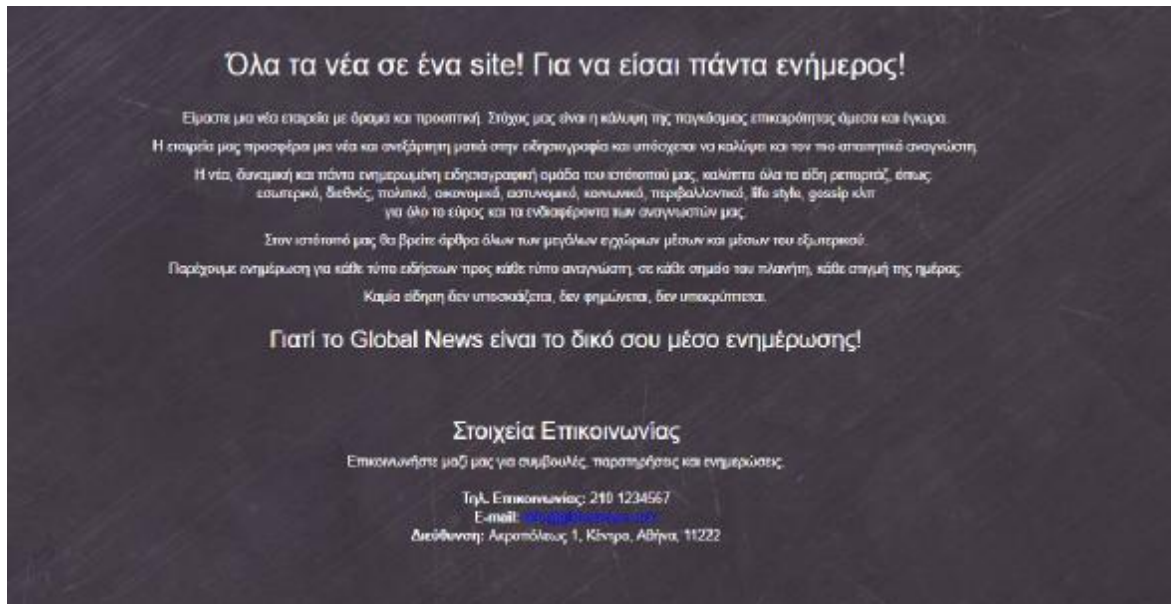 Όλα τα νέα σε ένα site! Για να είσαι πάντα ενήμερος!
Είμαστε μια νέα εταιρεία με όραμα και προοπτική. Στόχος μας είναι η κάλυψη της παγκόσμιας επικαιρότητας άμεσα και έγκυρα.
Η εταιρεία μας προσφέρει μια νέα και ανεξάρτητη ματιά στην ειδησιογραφία και υπόσχεται να καλύψει και τον πιο απαιτητικό αναγνώστη.
Η νέα, δυναμική και πάντα ενημερωμένη ειδησιογραφική ομάδα του ιστότοπού μας, καλύπτει όλα τα είδη ρεπορτάζ, όπως:
εσωτερικό, διεθνές, πολιτικό, οικονομικό, αστυνομικό, κοινωνικό, περιβαλλοντικό, life style, gossip κλπ
για όλο το εύρος και τα ενδιαφέροντα των αναγνωστών μας.
Στον ιστότοπό μας θα βρείτε άρθρα όλων των μεγάλων εγχώριων μέσων και μέσων του εξωτερικού.
Παρέχουμε ενημέρωση για κάθε τύπο ειδήσεων προς κάθε τύπο αναγνώστη, σε κάθε σημείο του πλανήτη, κάθε στιγμή της ημέρας.
Καμία είδηση δεν υποσκιάζεται, δεν φημώνεται, δεν υποκρύπτεται.
Γιατί το Global News είναι το δικό σου μέσο ενημέρωσης!
Στοιχεία Επικοινωνίας
Επικοινωνήστε μαζί μας για συμβουλές, παρατηρήσεις και ενημερώσεις.
Τηλ. Επικοινωνίας: 210 1234567
E-mail:
Διεύθυνση: Ακροπόλεως 1, Κέντρο, Αθήνα, 11222